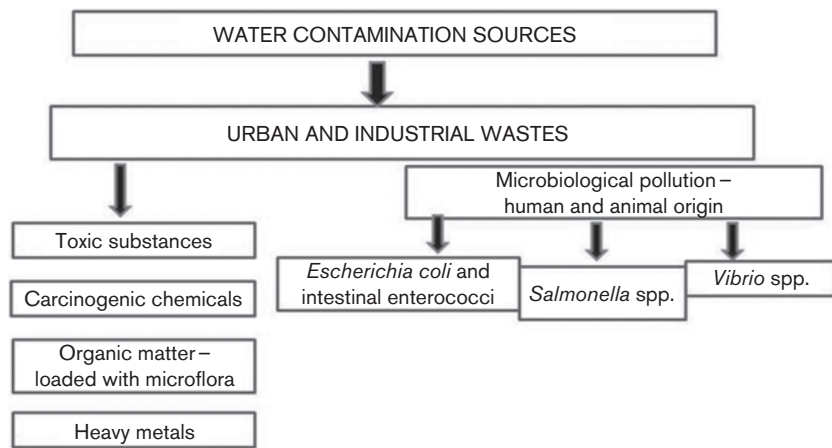 WATER CONTAMINATION SOURCES
URBAN AND INDUSTRIAL WASTES
Microbiological pollution–
human and animal origin
Toxic substances
Carcinogenic chemicals
Organic matter–
loaded with microflora
Heavy metals
Escherichia coli and
intestinal enterococci
Salmonella spp.
Vibrio spp.